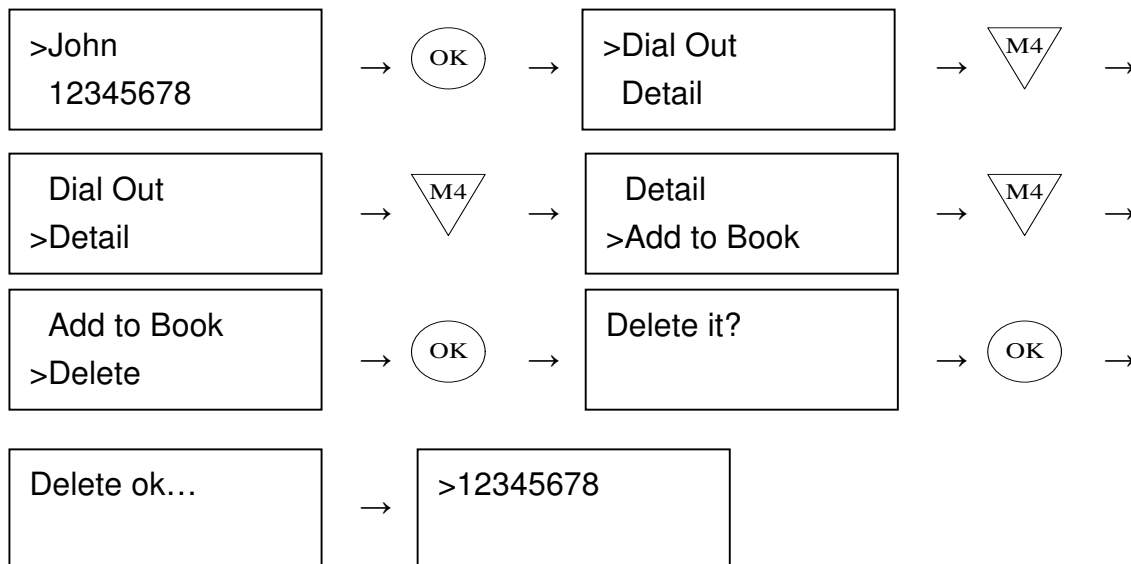 >John
12345678
→ OK →
>Dial Out
Detail
→ M4 →
Dial Out
>Detail
→ M4 →
Detail
>Add to Book
→ M4 →
Add to Book
>Delete
→ OK →
Delete it?
→ OK →
Delete ok…
→
>12345678